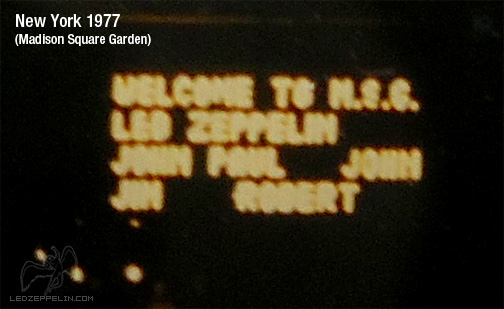 New York 1977
(Madison Square Garden)
WELCOME TO M.S.G.
LED ZEPPELIN
JOHN PAUL JOHN
JIM ROBERT
LEDZEPPELIN.COM